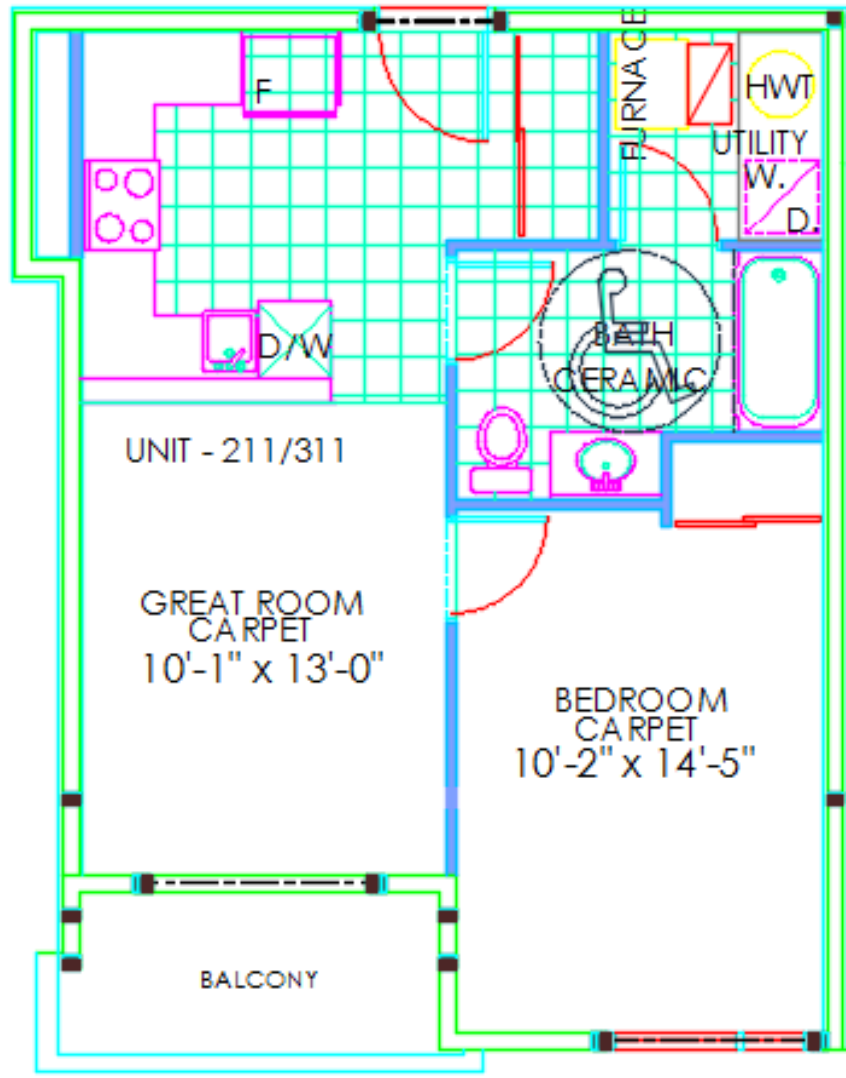 FURNACE
F
HWT
UTILITY
W.
D.
D/W
BATH
CERAMIC
UNIT - 211/311
GREAT ROOM
CARPET
10'-1" x 13'-0"
BEDROOM
CARPET
10'-2" x 14'-5"
BALCONY